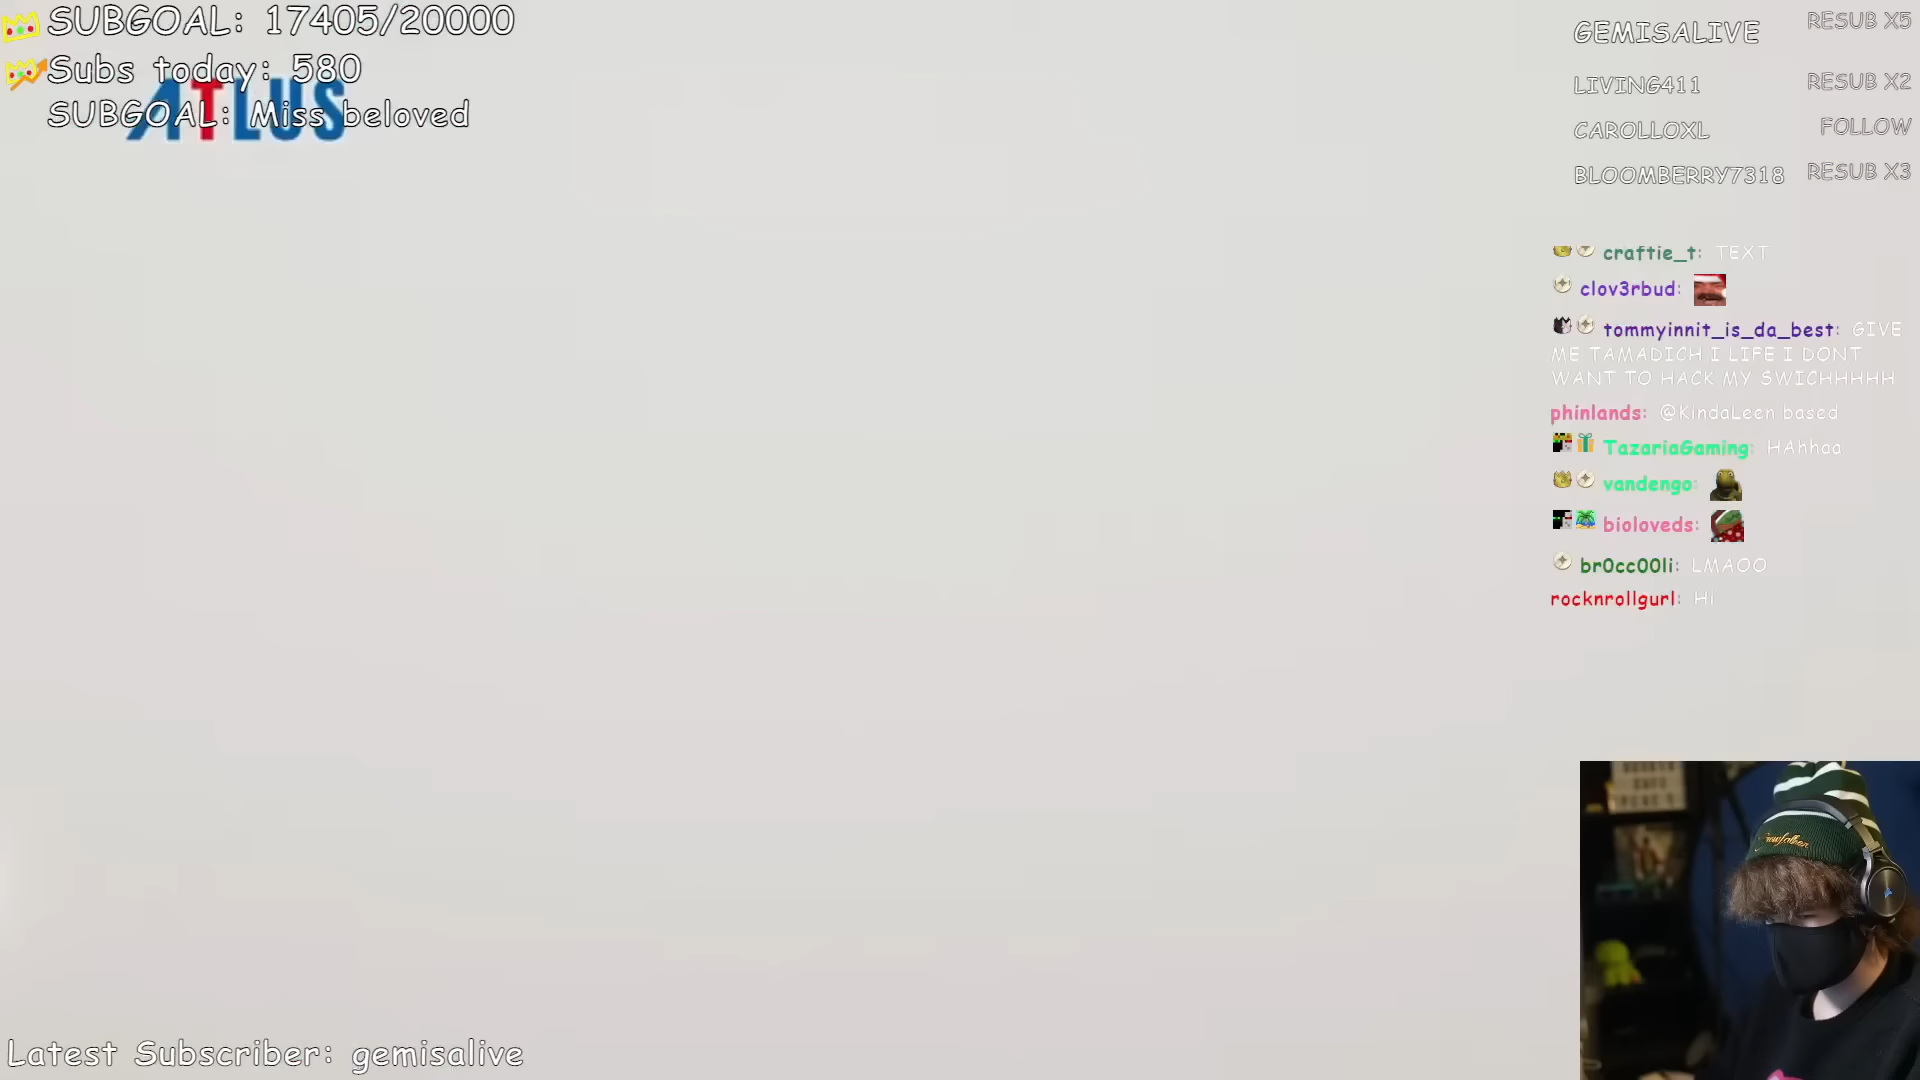 SUBGOAL: 17405/20000
Subs today: 580
SUBGOAL: Miss beloved
ATLUS
GEMISALIVE RESUB X5
LIVING411 RESUB X2
CAROLLOXL FOLLOW
BLOOMBERRY7318 RESUB X3
craftie_t: TEXT
clov3rbud:
tommyinnit_is_da_best: GIVE
ME TAMADICH I LIFE I DONT
WANT TO HACK MY SWICHHHHH
phinlands: @KindaLeen based
TazariaGaming: HAhhaa
vandengo:
bioloveds:
br0cc00li: LMAOO
rocknrollgurl: Hi
Latest Subscriber: gemisalive